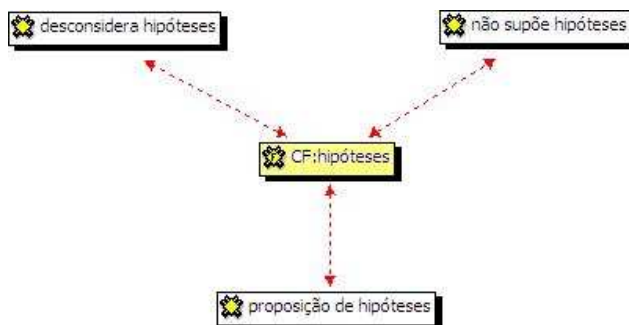 desconsidera hipóteses
não supõe hipóteses
CF:hipóteses
proposição de hipóteses